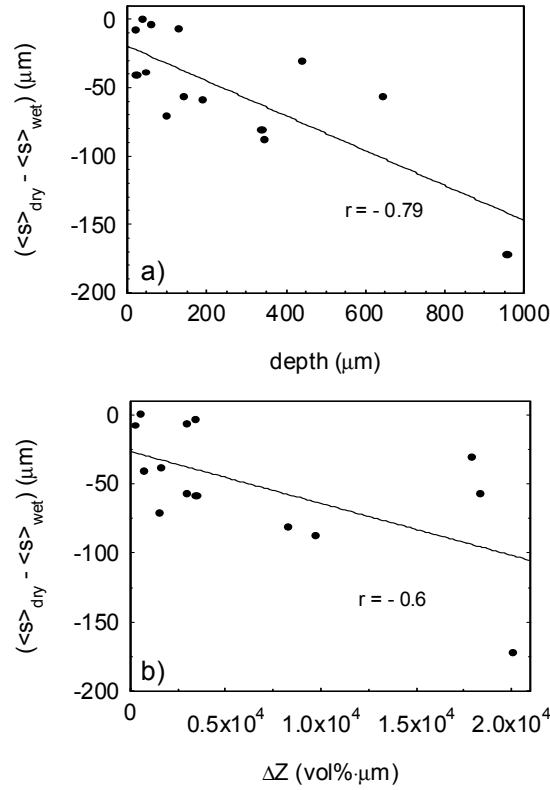 0
-50
-100
-150
-200
(<s>dry - <s>wet) (μm)
r = - 0.79
a)
0 200 400 600 800 1000
depth (μm)
0
-50
-100
-150
-200
(<s>dry - <s>wet) (μm)
r = - 0.6
b)
0 0.5x10⁴ 1.0x10⁴ 1.5x10⁴ 2.0x10⁴
ΔZ (vol%·μm)